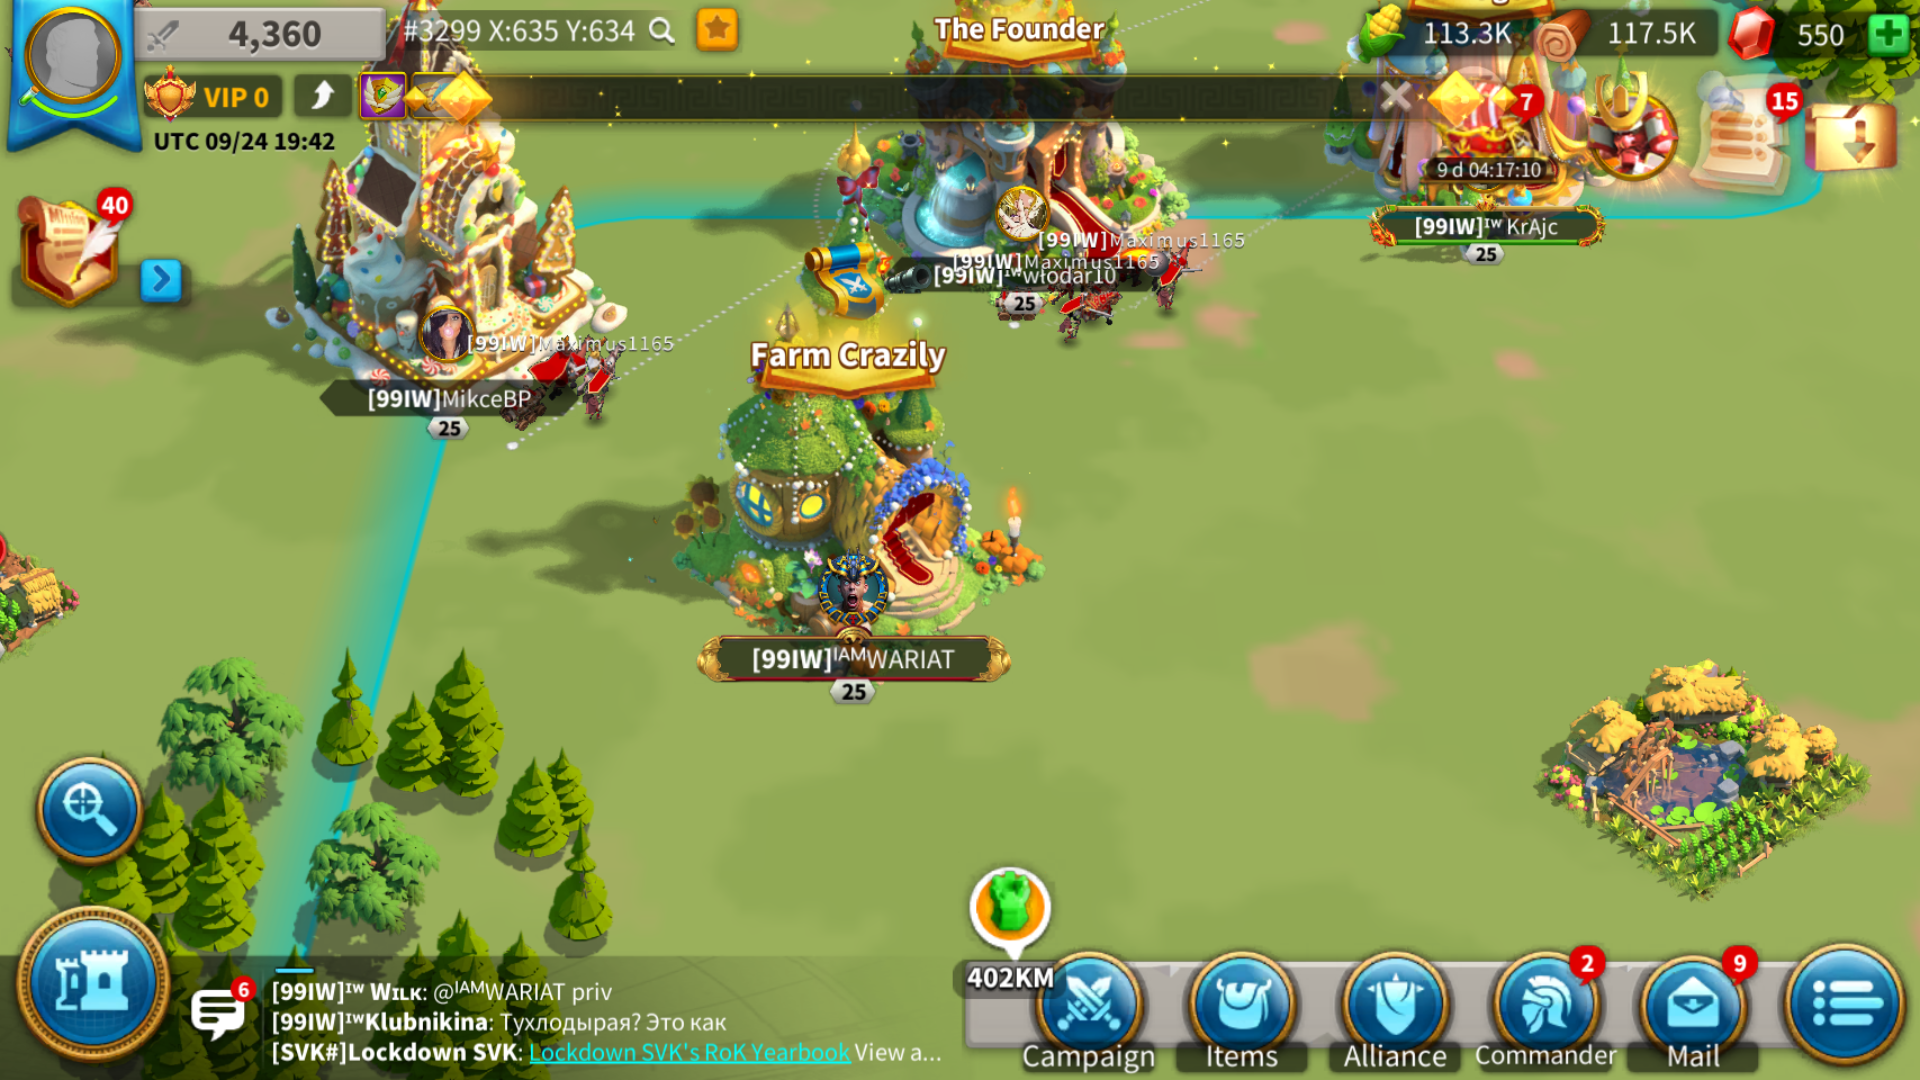 4,360
#3299 X:635 Y:634
The Founder
113.3K
117.5K
550
VIP 0
UTC 09/24 19:42
7
15
9 d 04:17:10
Mission
40
[99IW]ᴵᵂ KrAjc
25
[99IW]Maximus1165
[99IW]Maximus1165
[99IW]ᴵᵂwłodar10
25
[99IW]Maximus1165
Farm Crazily
[99IW]MikceBP
25
[99IW]ᴵᴬᴹWARIAT
25
402KM
6
[99IW]ᴵᵂ Wɪʟᴋ: @ᴵᴬᴹWARIAT priv
[99IW]ᴵᵂKlubnikina: Тухлодырая? Это как
[SVK#]Lockdown SVK: Lockdown SVK's RoK Yearbook View a...
2
9
Campaign
Items
Alliance
Commander
Mail